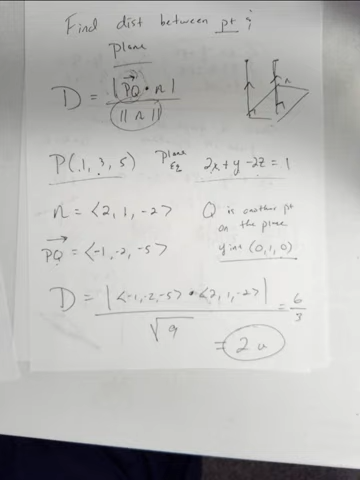 Find dist between pt &
plane
D = |PQ⃗ · n| / ||n||
n
P(1, 3, 5) plane eq 2x + y - 2z = 1
n = <2, 1, -2> Q is another pt
on the plane
PQ⃗ = <-1, -2, -5> y int (0, 1, 0)
D = |<-1, -2, -5> · <2, 1, -2>| / √9 = 6/3
= 2 u